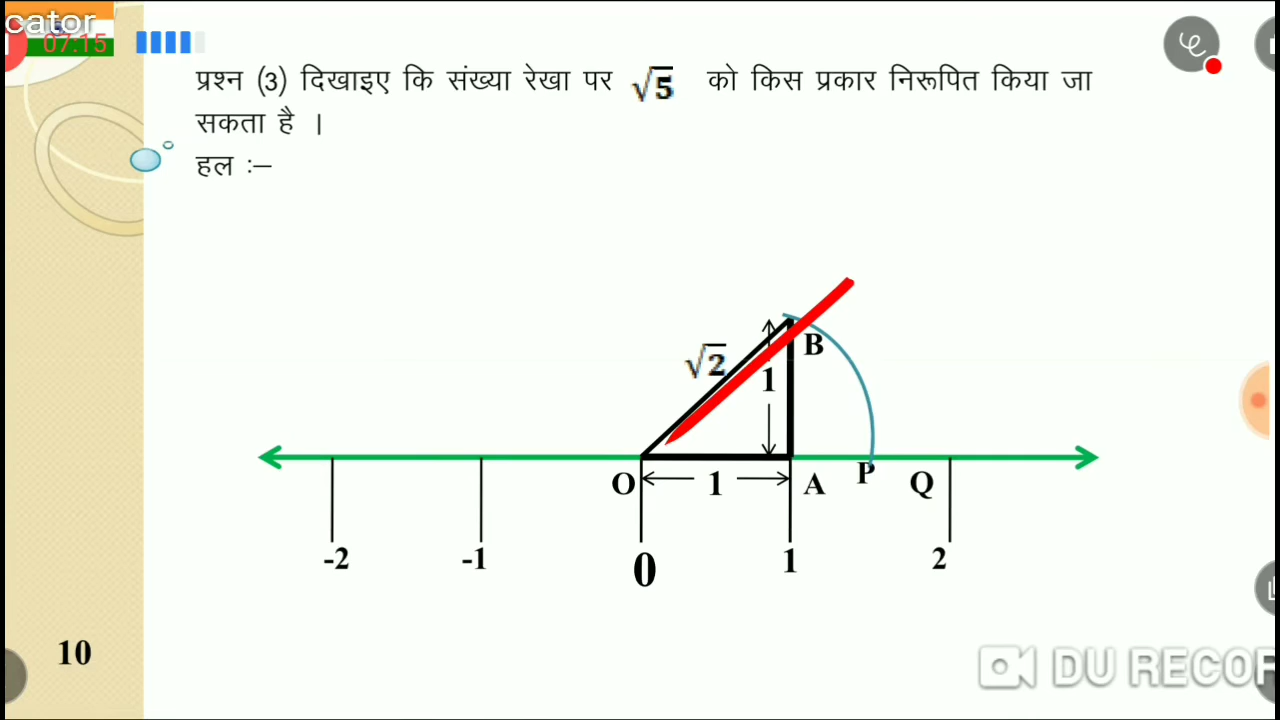 cator
07:15
प्रश्न (3) दिखाइए कि संख्या रेखा पर √5 को किस प्रकार निरूपित किया जा
सकता है ।
हल :–
√2
B
1
O
1
A
P
Q
-2
-1
0
1
2
10
DU RECOR